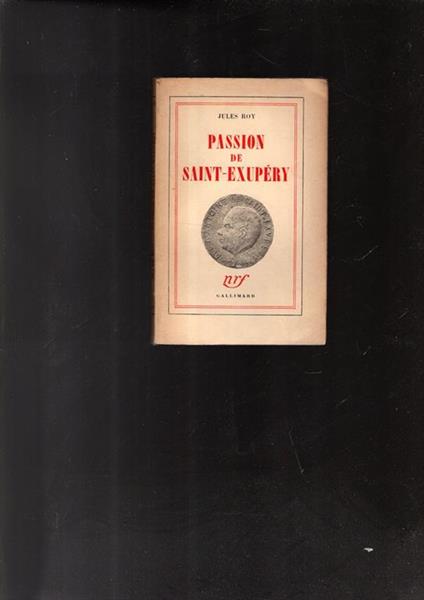 JULES ROY
PASSION
DE
SAINT-EXUPÉRY
nrf
GALLIMARD